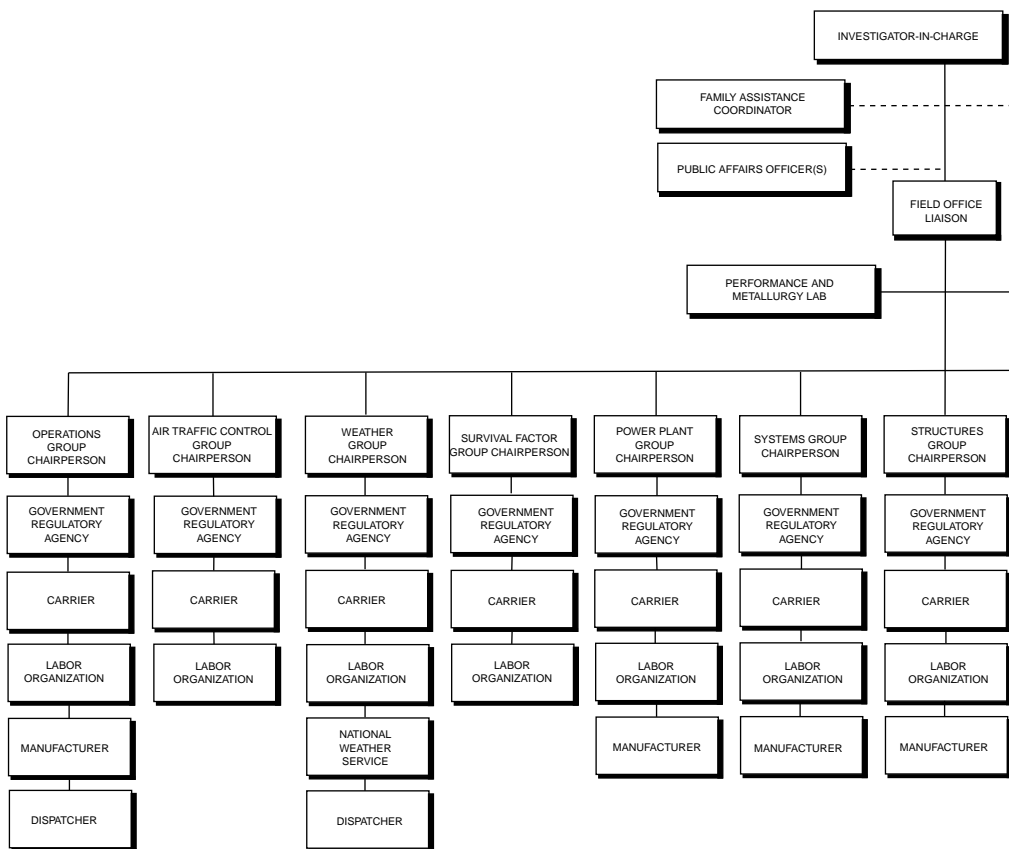 INVESTIGATOR-IN-CHARGE
FAMILY ASSISTANCE
COORDINATOR
PUBLIC AFFAIRS OFFICER(S)
FIELD OFFICE
LIAISON
PERFORMANCE AND
METALLURGY LAB
OPERATIONS
GROUP
CHAIRPERSON
AIR TRAFFIC CONTROL
GROUP
CHAIRPERSON
WEATHER
GROUP
CHAIRPERSON
SURVIVAL FACTOR
GROUP CHAIRPERSON
POWER PLANT
GROUP
CHAIRPERSON
SYSTEMS GROUP
CHAIRPERSON
STRUCTURES
GROUP
CHAIRPERSON
GOVERNMENT
REGULATORY
AGENCY
GOVERNMENT
REGULATORY
AGENCY
GOVERNMENT
REGULATORY
AGENCY
GOVERNMENT
REGULATORY
AGENCY
GOVERNMENT
REGULATORY
AGENCY
GOVERNMENT
REGULATORY
AGENCY
GOVERNMENT
REGULATORY
AGENCY
CARRIER
CARRIER
CARRIER
CARRIER
CARRIER
CARRIER
CARRIER
LABOR
ORGANIZATION
LABOR
ORGANIZATION
LABOR
ORGANIZATION
LABOR
ORGANIZATION
LABOR
ORGANIZATION
LABOR
ORGANIZATION
LABOR
ORGANIZATION
MANUFACTURER
NATIONAL
WEATHER
SERVICE
MANUFACTURER
MANUFACTURER
MANUFACTURER
DISPATCHER
DISPATCHER